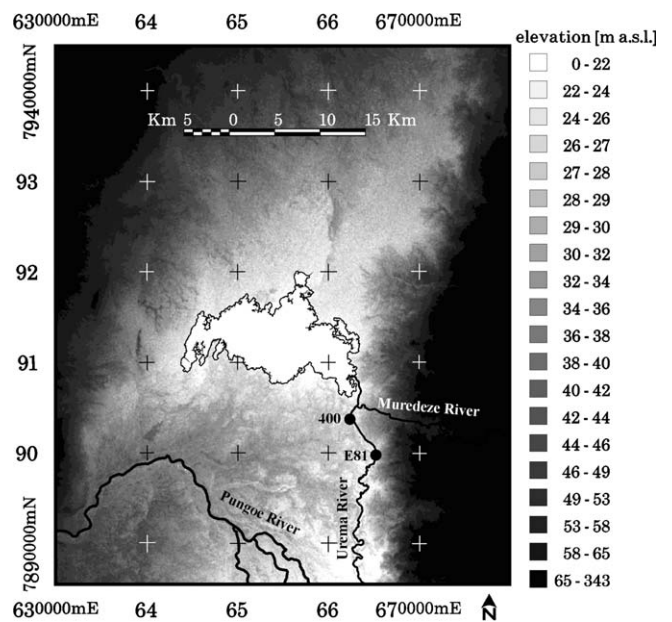 630000mE 64 65 66 670000mE
elevation [m a.s.l.]
7940000mN
93
92
91
90
7890000mN
Km 5 0 5 10 15 Km
Muredeze River
400
E81
Pungoe River
Urema River
630000mE 64 65 66 670000mE
N
0 - 22
22 - 24
24 - 26
26 - 27
27 - 28
28 - 29
29 - 30
30 - 32
32 - 34
34 - 36
36 - 38
38 - 40
40 - 42
42 - 44
44 - 46
46 - 49
49 - 53
53 - 58
58 - 65
65 - 343